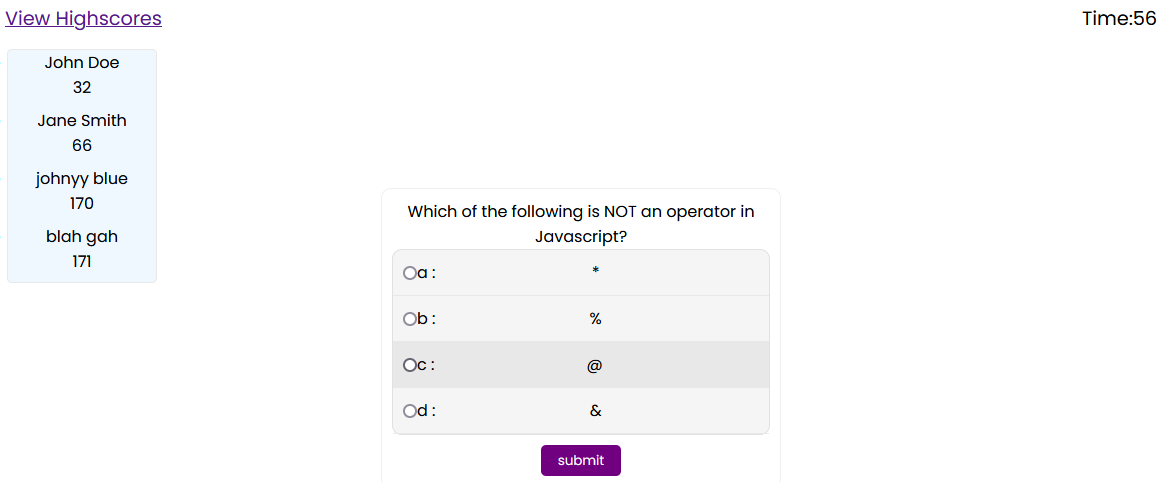 View Highscores
Time:56
John Doe
32
Jane Smith
66
johnyy blue
170
blah gah
171
Which of the following is NOT an operator in
Javascript?
a : *
b : %
c : @
d : &
submit